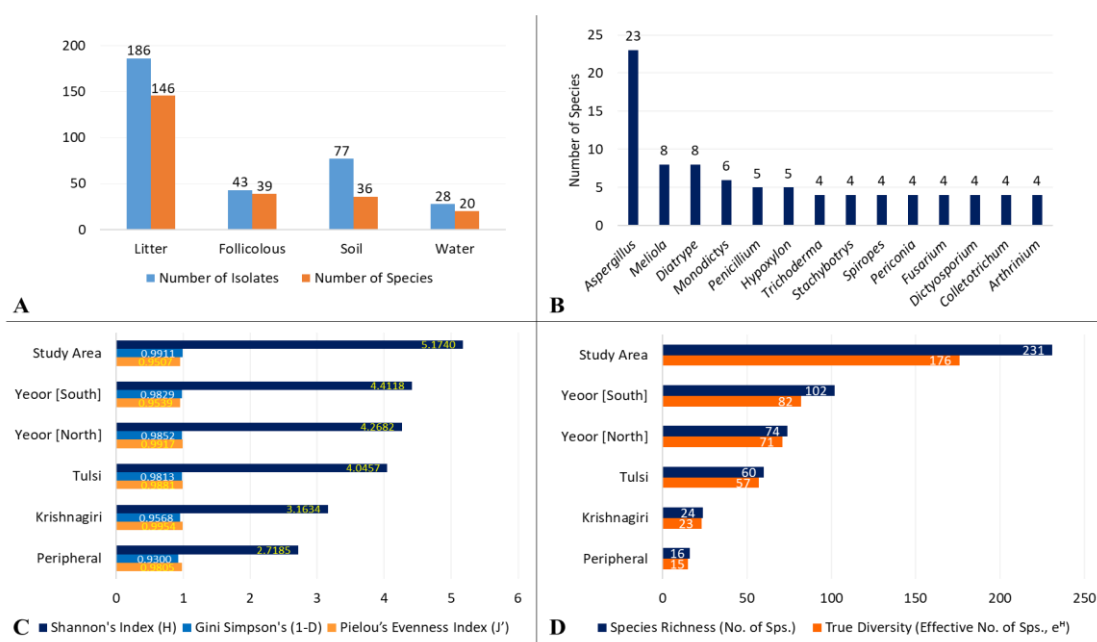 200
150
100
50
0
186
146
43
39
77
36
28
20
Litter
Follicolous
Soil
Water
Number of Isolates
Number of Species
A
Number of Species
25
20
15
10
5
0
23
8
8
6
5
5
4
4
4
4
4
4
4
4
Aspergillus
Meliola
Diatrype
Monodictys
Penicillium
Hypoxylon
Trichoderma
Stachybotrys
Spiropes
Periconia
Fusarium
Dictyosporium
Colletotrichum
Arthrinium
B
Study Area
5.1740
0.9911
0.9507
Yeoor [South]
4.4118
0.9829
0.9539
Yeoor [North]
4.2682
0.9852
0.9917
Tulsi
4.0457
0.9813
0.9881
Krishnagiri
3.1634
0.9568
0.9954
Peripheral
2.7185
0.9300
0.9805
0
1
2
3
4
5
6
C
Shannon's Index (H)
Gini Simpson's (1-D)
Pielou's Evenness Index (J')
Study Area
231
176
Yeoor [South]
102
82
Yeoor [North]
74
71
Tulsi
60
57
Krishnagiri
24
23
Peripheral
16
15
0
50
100
150
200
250
D
Species Richness (No. of Sps.)
True Diversity (Effective No. of Sps., eᴴ)